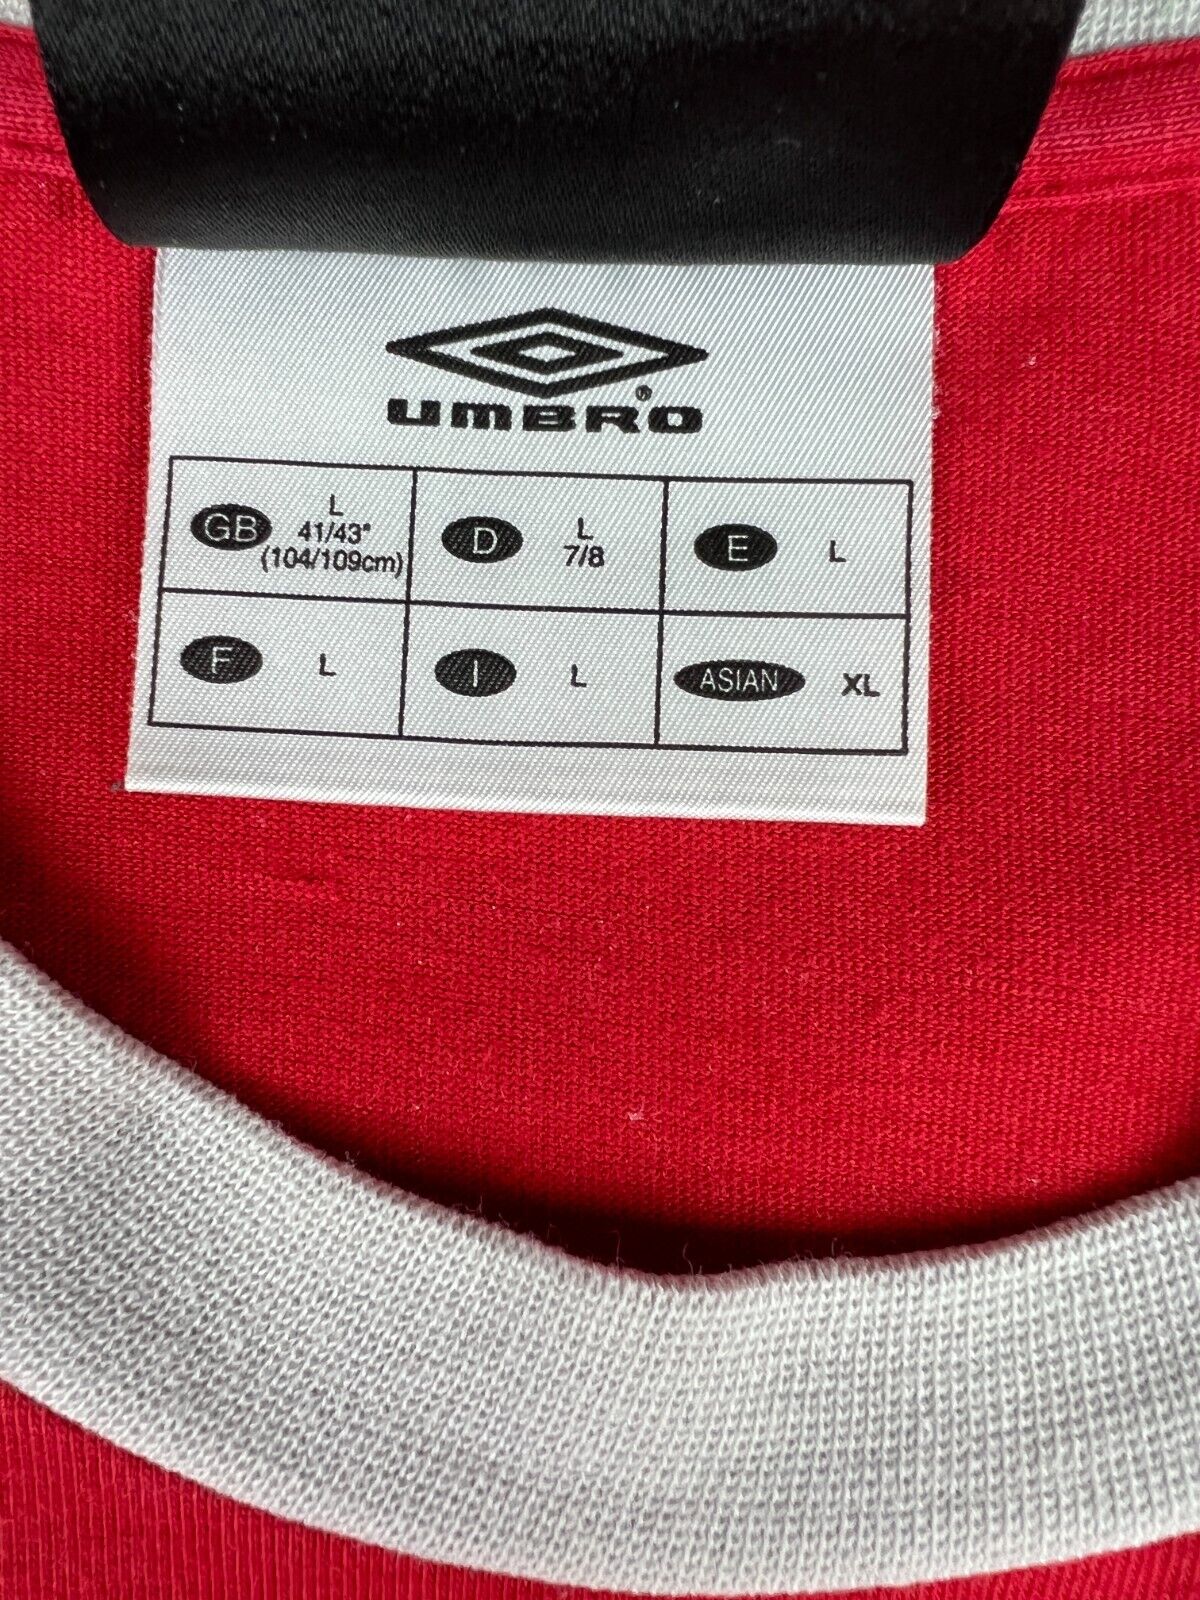 UMBRO®
GB L
41/43"
(104/109cm)
D L
7/8
E L
F L
I L
ASIAN XL